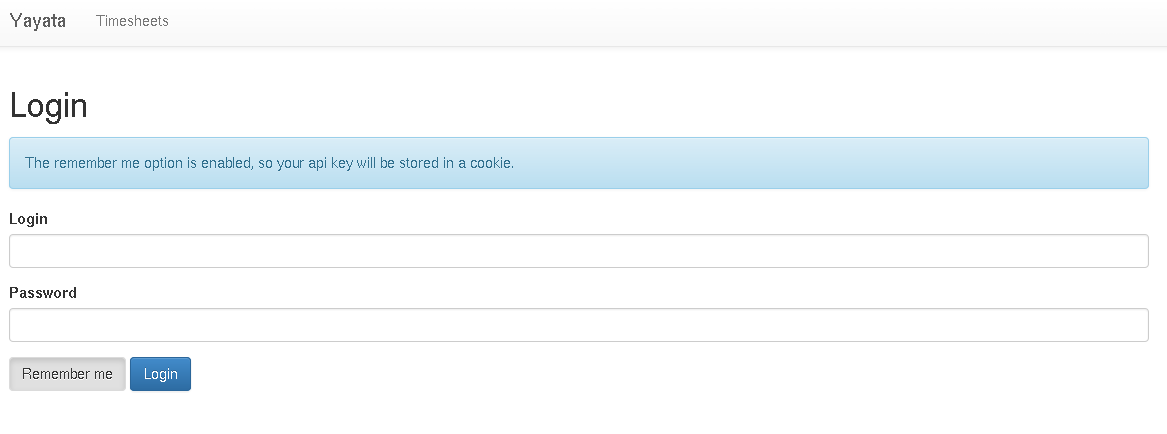 Yayata Timesheets
Login
The remember me option is enabled, so your api key will be stored in a cookie.
Login
Password
Remember me Login